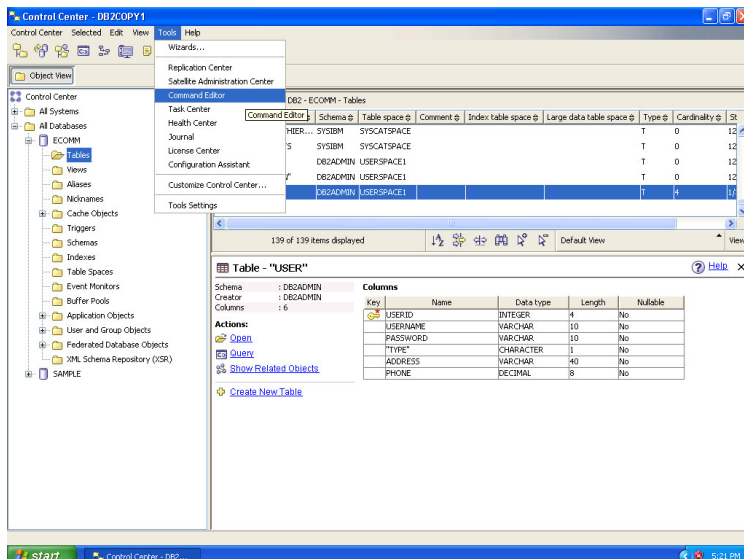 Control Center - DB2COPY1
Control Center Selected Edit View Tools Help
Wizards...
Replication Center
Satellite Administration Center
Command Editor
Task Center
Health Center
Journal
License Center
Configuration Assistant
Customize Control Center...
Tools Settings
Command Editor
Object View
Control Center
All Systems
All Databases
ECOMM
Tables
Views
Aliases
Nicknames
Cache Objects
Triggers
Schemas
Indexes
Table Spaces
Event Monitors
Buffer Pools
Application Objects
User and Group Objects
Federated Database Objects
XML Schema Repository (XSR)
SAMPLE
DB2 - ECOMM - Tables
Schema Table space Comment Index table space Large data table space Type Cardinality St
HIER... SYSIBM SYSCATSPACE T 0 12
SYSIBM SYSCATSPACE T 0 12
DB2ADMIN USERSPACE1 T 0 12
DB2ADMIN USERSPACE1 T 0 12
DB2ADMIN USERSPACE1 T 4 1/
139 of 139 items displayed Default View View
Table - "USER" Help
Schema : DB2ADMIN
Creator : DB2ADMIN
Columns : 6
Actions:
Open
Query
Show Related Objects
Create New Table
Columns
Key Name Data type Length Nullable
USERID INTEGER 4 No
USERNAME VARCHAR 10 No
PASSWORD VARCHAR 10 No
"TYPE" CHARACTER 1 No
ADDRESS VARCHAR 40 No
PHONE DECIMAL 8 No
start Control Center - DB2... 5:21 PM